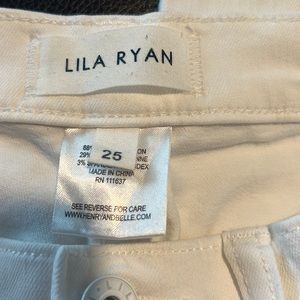 LILA RYAN
25
MADE IN CHINA
RN 111637
SEE REVERSE FOR CARE
WWW.HENRYANDBELLE.COM